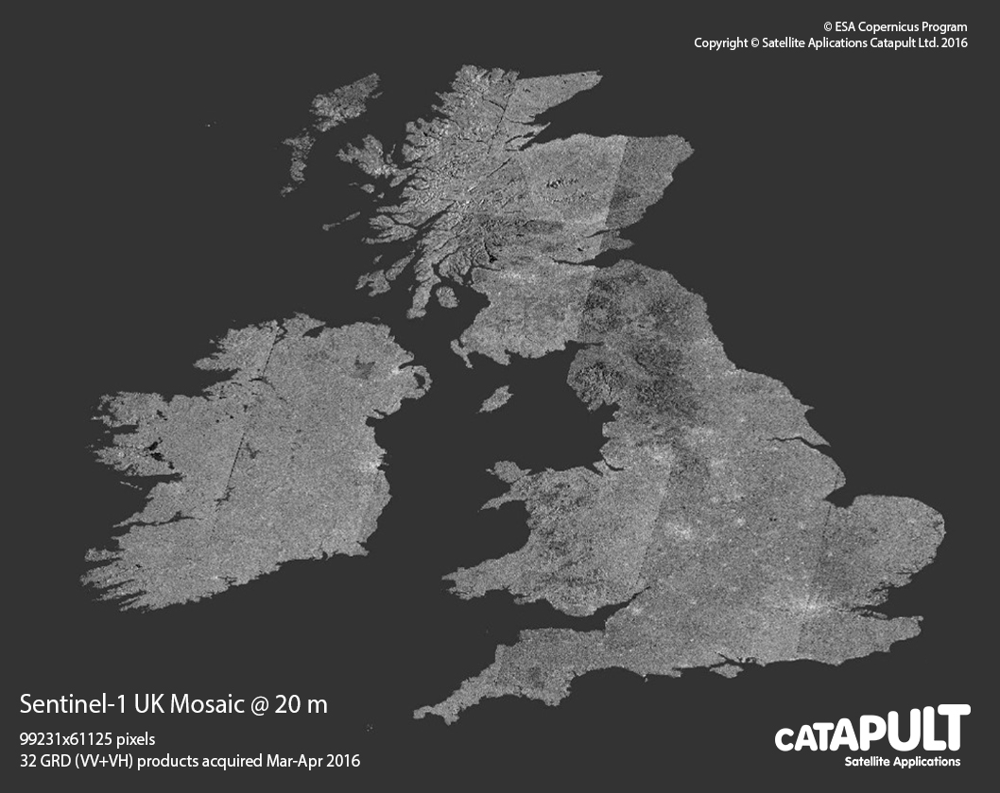 © ESA Copernicus Program
Copyright © Satellite Aplications Catapult Ltd. 2016
Sentinel-1 UK Mosaic @ 20 m
99231x61125 pixels
32 GRD (VV+VH) products acquired Mar-Apr 2016
CATAPULT
Satellite Applications